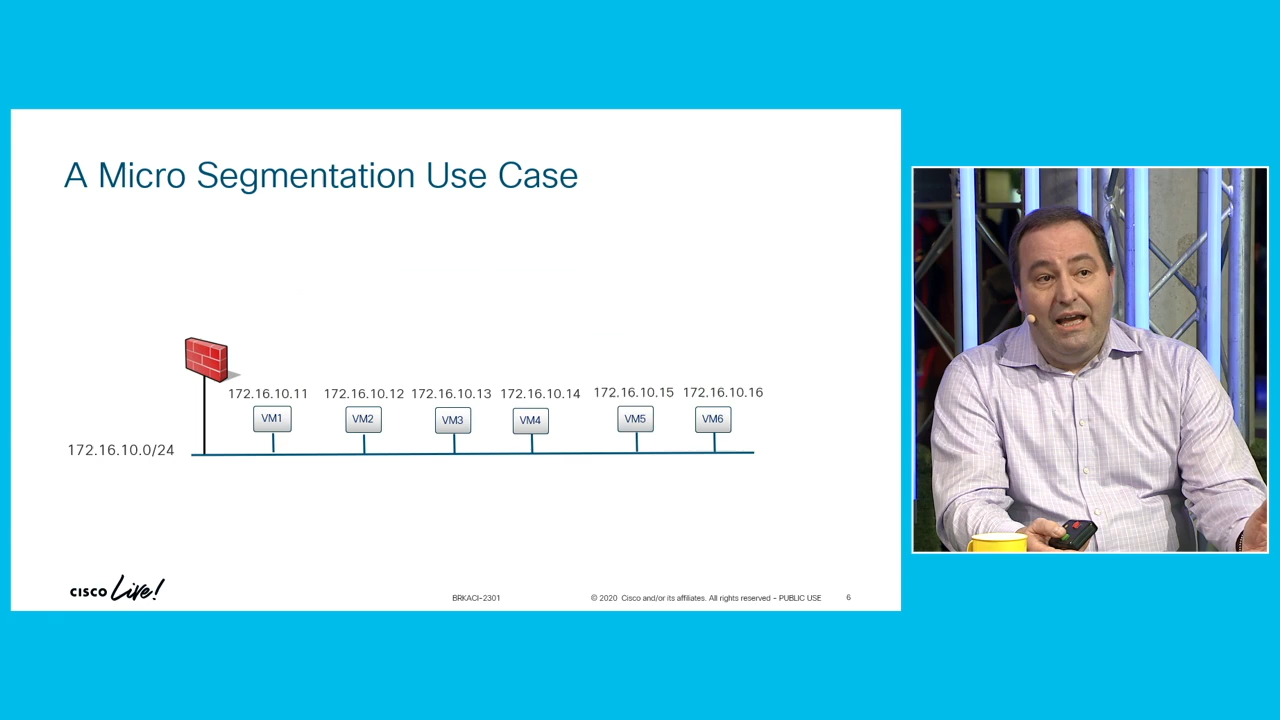 A Micro Segmentation Use Case
172.16.10.11 172.16.10.12 172.16.10.13 172.16.10.14 172.16.10.15 172.16.10.16
VM1 VM2 VM3 VM4 VM5 VM6
172.16.10.0/24
CISCO Live! BRKACI-2301 © 2020 Cisco and/or its affiliates. All rights reserved - PUBLIC USE 6